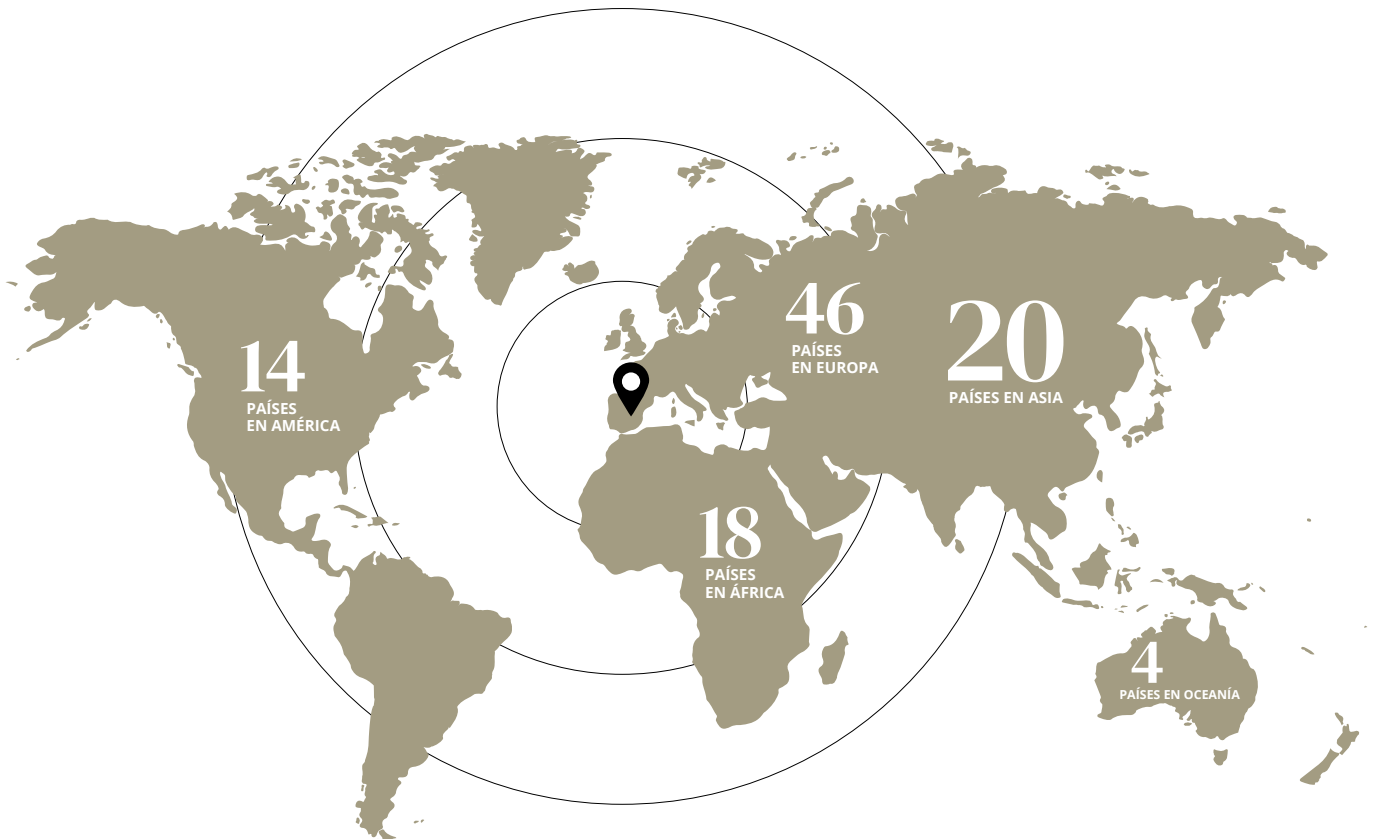 14
PAÍSES
EN AMÉRICA
46
PAÍSES
EN EUROPA
20
PAÍSES EN ASIA
18
PAÍSES
EN ÁFRICA
4
PAÍSES EN OCEANÍA